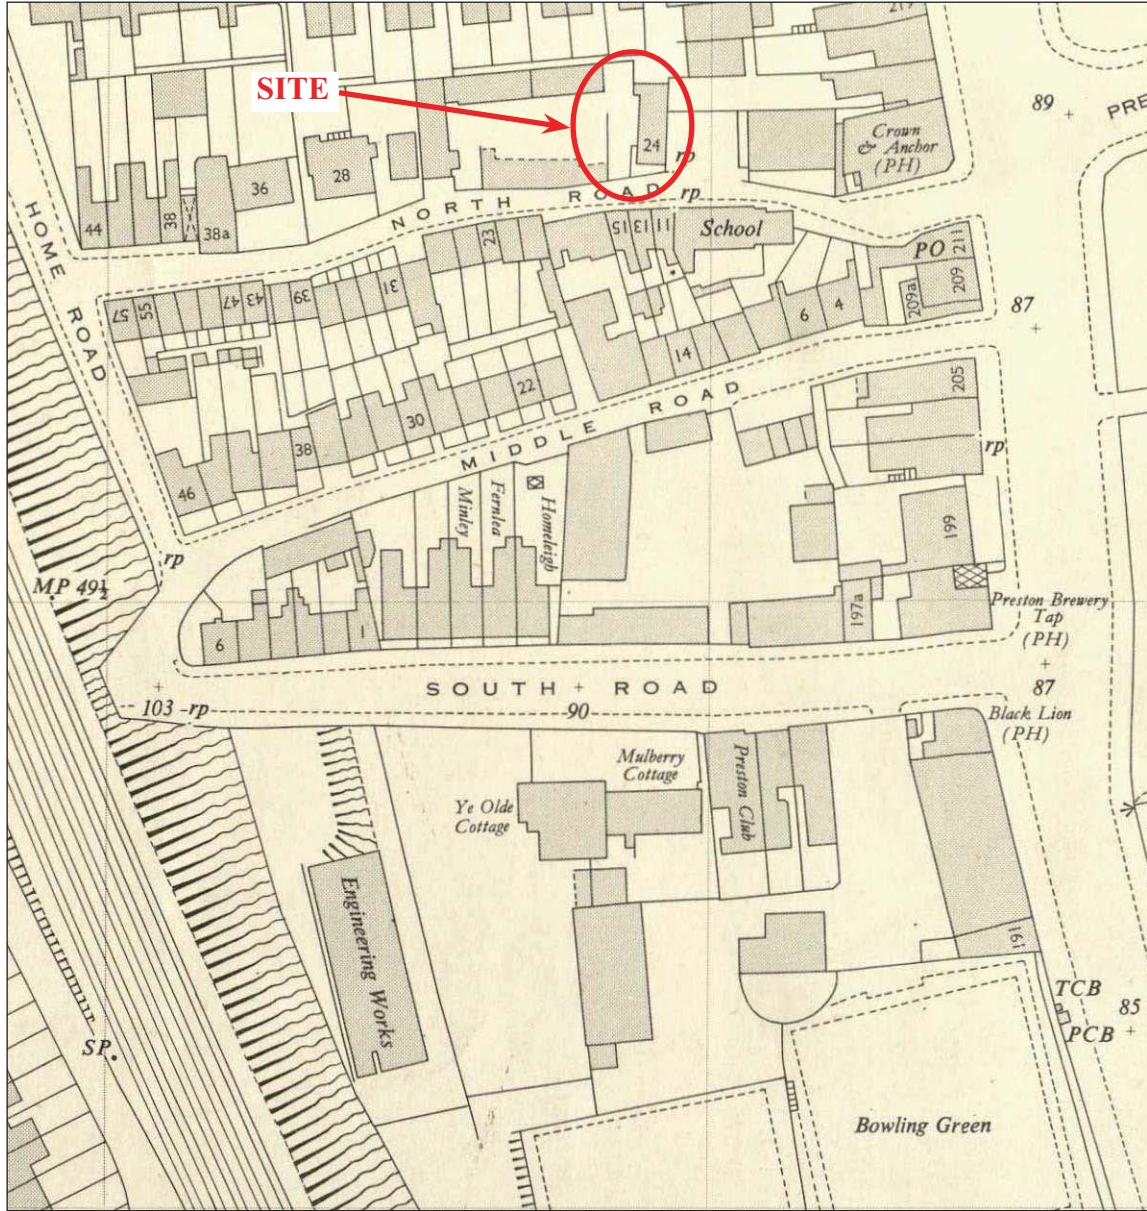 217
SITE
89
PRE
Crown
& Anchor
(PH)
24
rp
28
36
44
38
38a
HOME ROAD
NORTH ROAD
rp
23
15
13
11
School
PO
211
209
209a
87
57
55
47
43
39
31
6
4
14
22
30
38
46
MIDDLE ROAD
205
rp
Minley
Fernlea
Homeleigh
199
rp
MP 49½
197a
Preston Brewery
Tap
(PH)
6
1
SOUTH ROAD
87
103
rp
90
Black Lion
(PH)
Mulberry
Cottage
Preston Club
Ye Olde
Cottage
Engineering Works
161
TCB
85
PCB
SP
Bowling Green